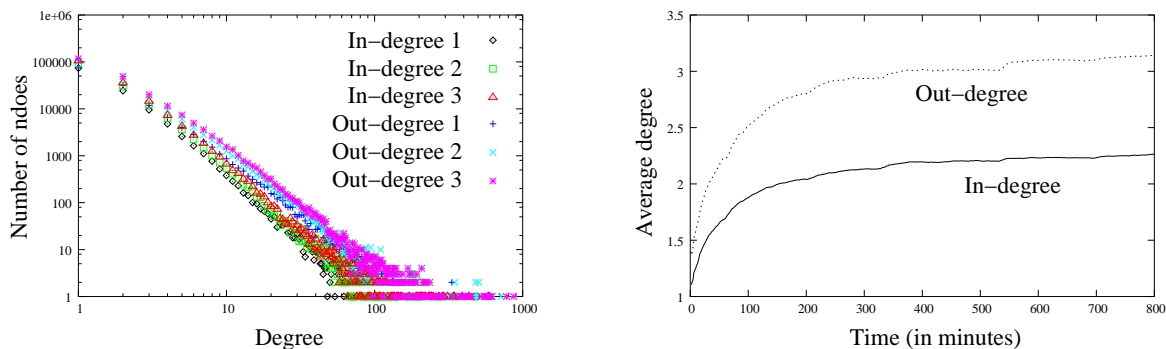 1e+06
100000
10000
1000
100
10
1
1
10
100
1000
Number of ndoes
Degree
In-degree 1
In-degree 2
In-degree 3
Out-degree 1
Out-degree 2
Out-degree 3
3.5
3
2.5
2
1.5
1
0
100
200
300
400
500
600
700
800
Average degree
Time (in minutes)
Out-degree
In-degree